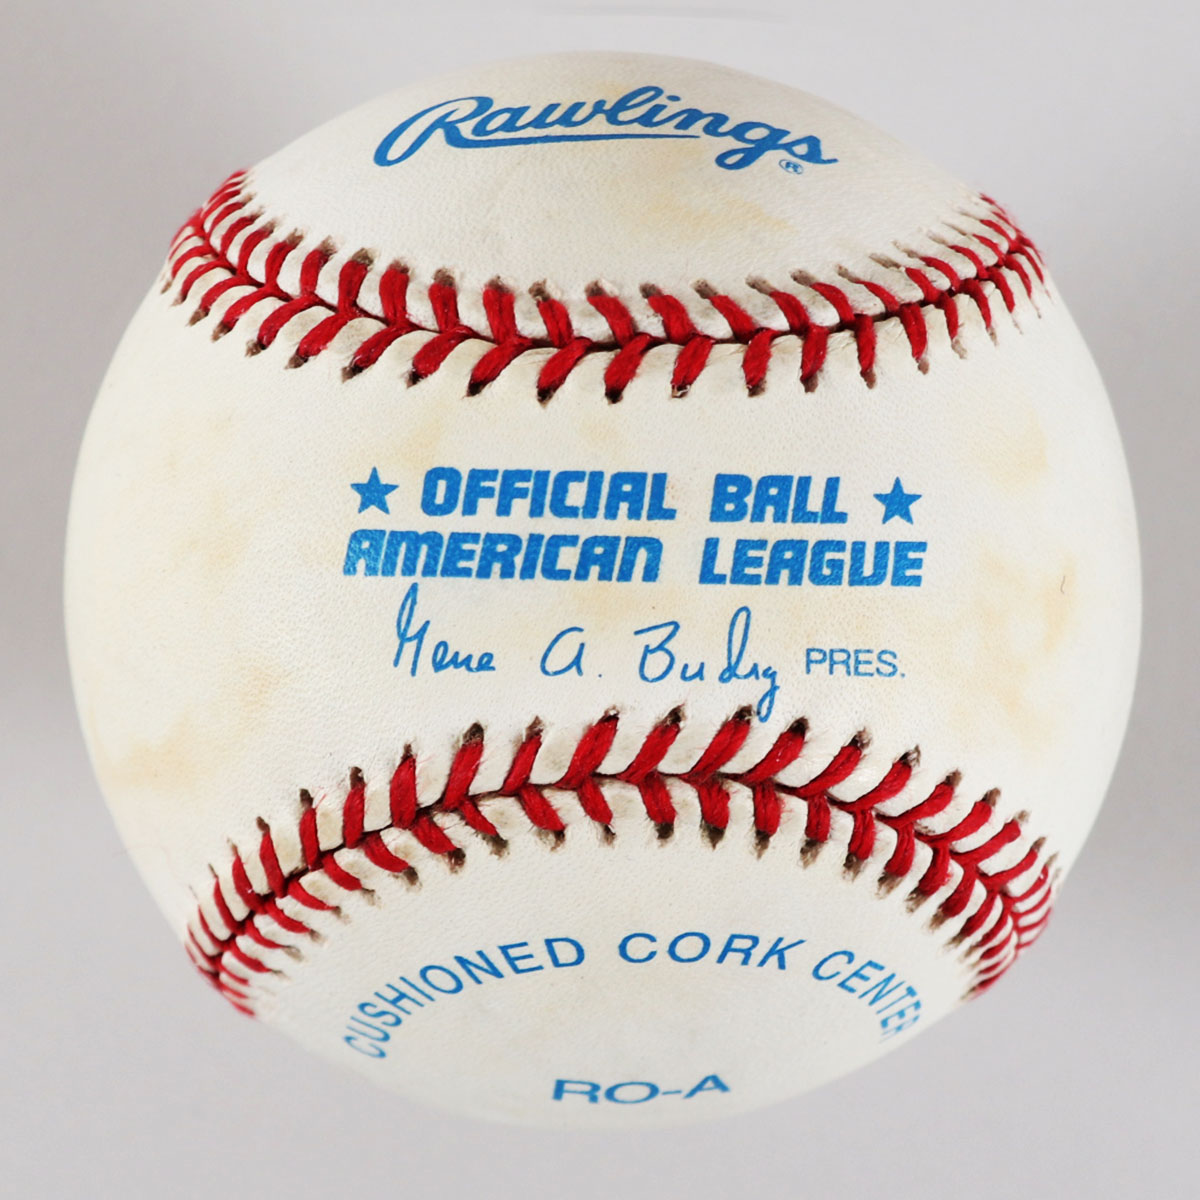 Rawlings®
★ OFFICIAL BALL ★
AMERICAN LEAGUE
Gene A. Budig PRES.
CUSHIONED CORK CENTER
RO-A